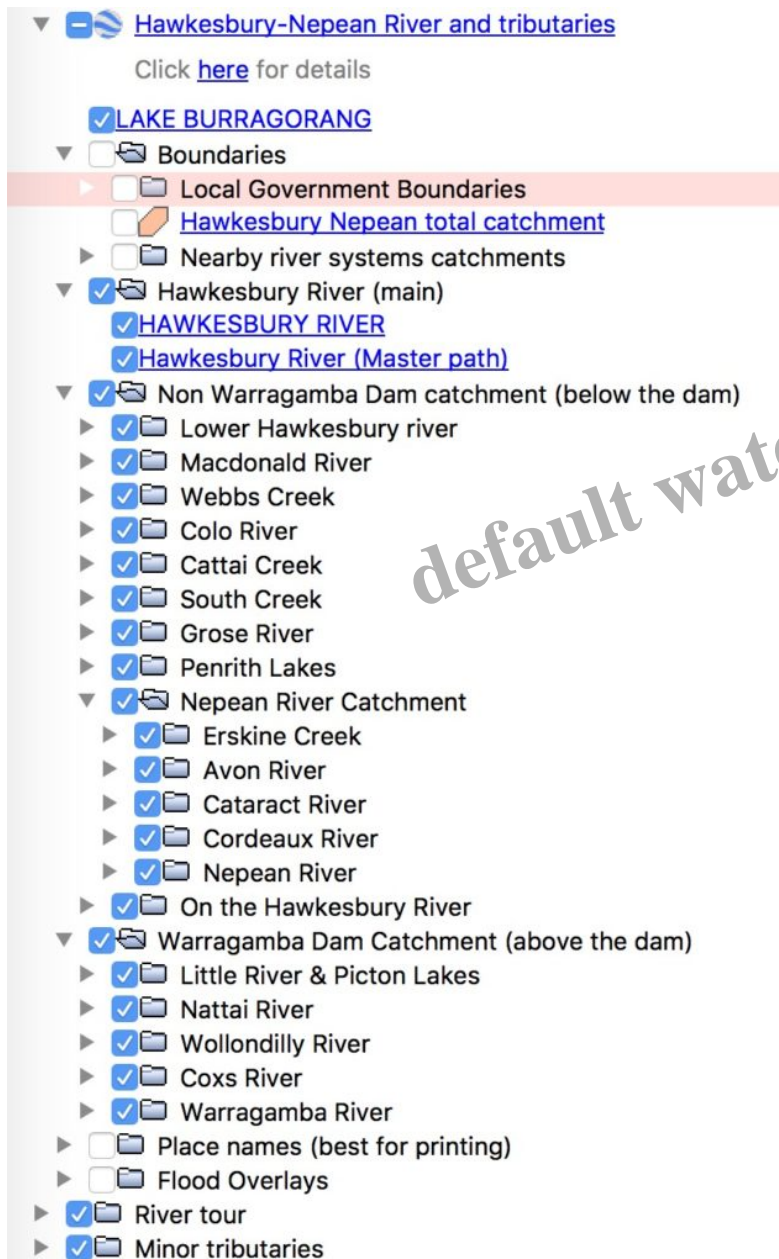 Hawkesbury-Nepean River and tributaries
Click here for details
LAKE BURRAGORANG
Boundaries
Local Government Boundaries
Hawkesbury Nepean total catchment
Nearby river systems catchments
Hawkesbury River (main)
HAWKESBURY RIVER
Hawkesbury River (Master path)
Non Warragamba Dam catchment (below the dam)
Lower Hawkesbury river
Macdonald River
Webbs Creek
Colo River
Cattai Creek
South Creek
Grose River
Penrith Lakes
Nepean River Catchment
Erskine Creek
Avon River
Cataract River
Cordeaux River
Nepean River
On the Hawkesbury River
Warragamba Dam Catchment (above the dam)
Little River & Picton Lakes
Nattai River
Wollondilly River
Coxs River
Warragamba River
Place names (best for printing)
Flood Overlays
River tour
Minor tributaries
default wate